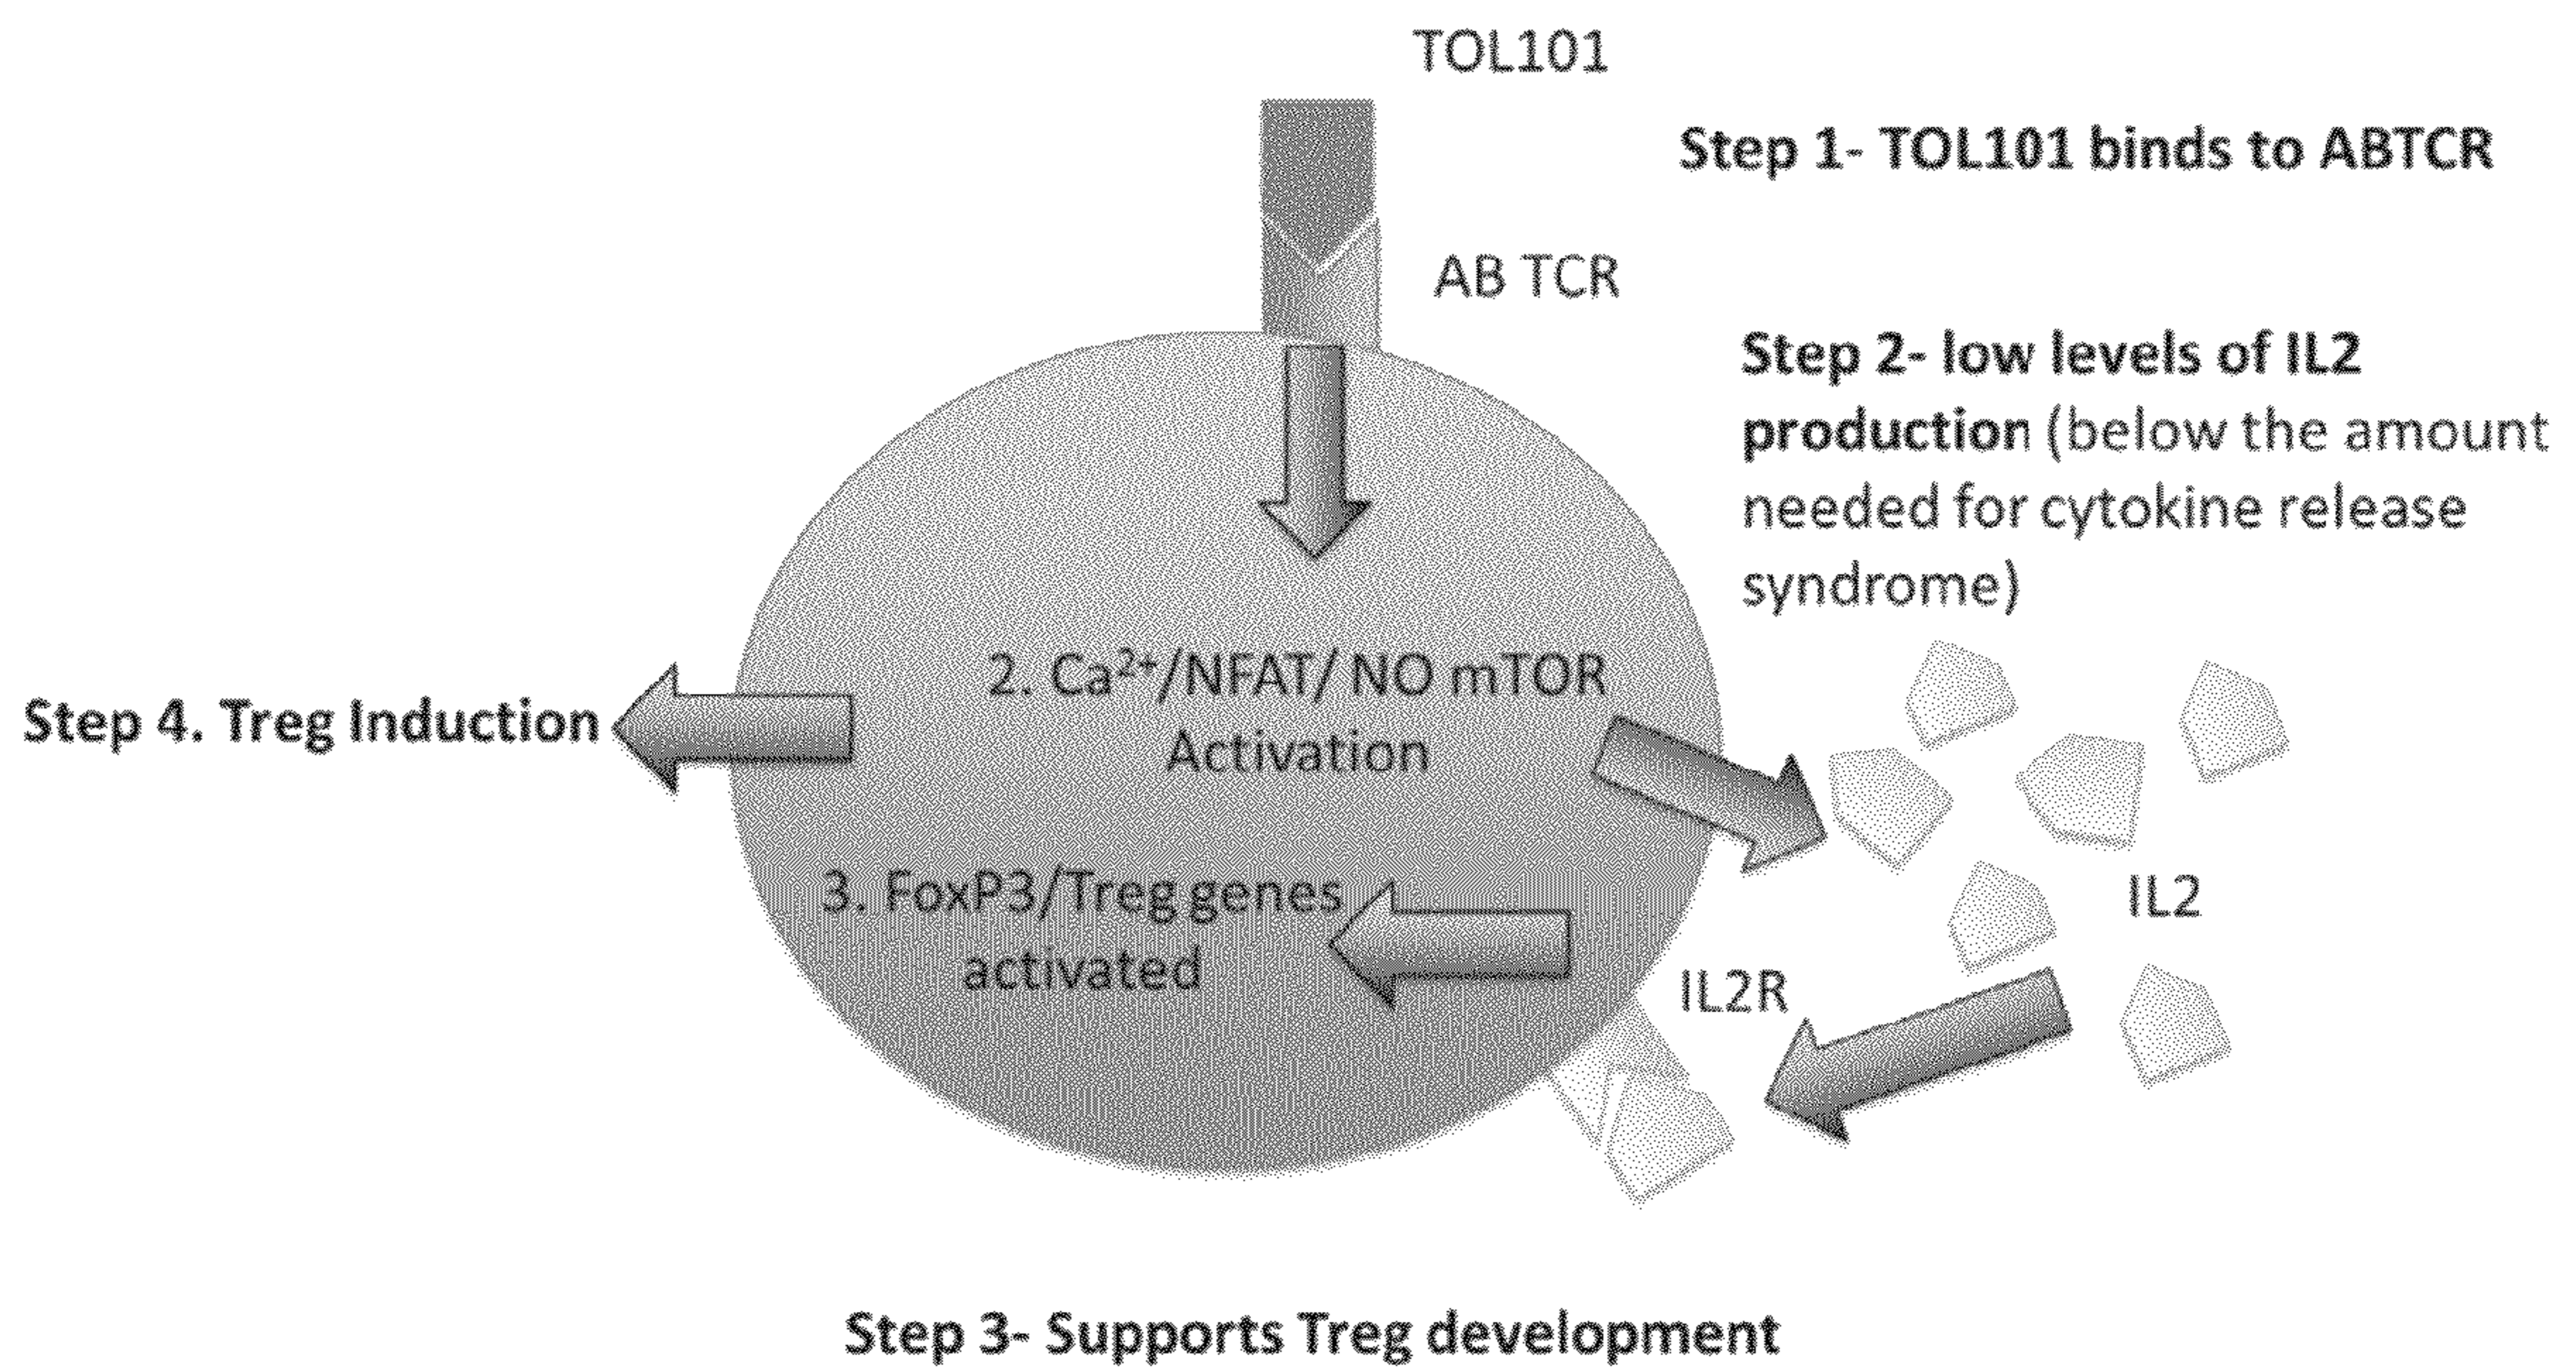 TOL101
Step 1- TOL101 binds to ABTCR
AB TCR
Step 2- low levels of IL2
production (below the amount
needed for cytokine release
syndrome)
2. Ca²⁺/NFAT/ NO mTOR
Activation
Step 4. Treg Induction
3. FoxP3/Treg genes
activated
IL2
IL2R
Step 3- Supports Treg development